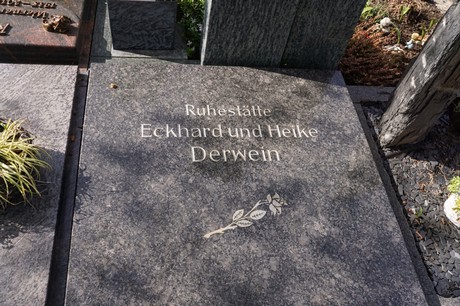 Ruhestätte
Eckhard und Heike
Derwein